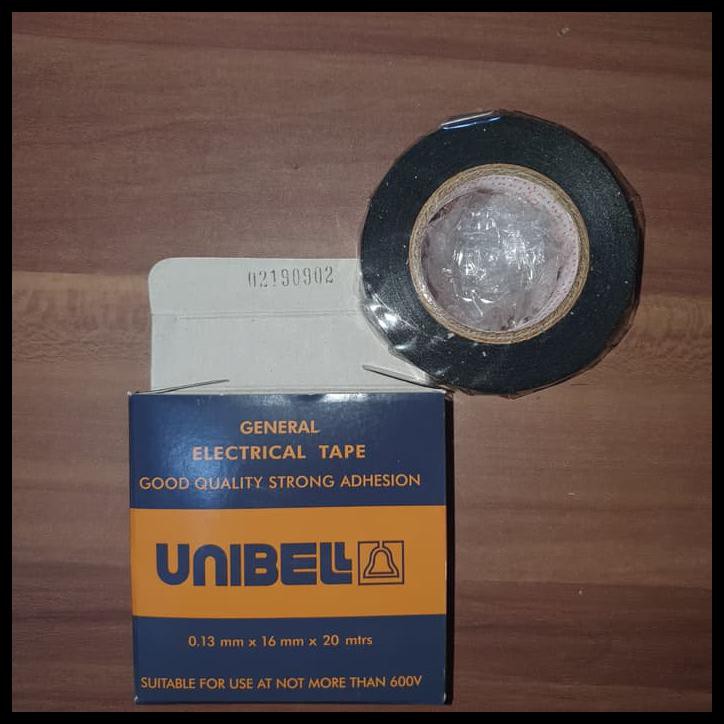 02190902
GENERAL
ELECTRICAL TAPE
GOOD QUALITY STRONG ADHESION
UNIBELL
0.13 mm x 16 mm x 20 mtrs
SUITABLE FOR USE AT NOT MORE THAN 600V